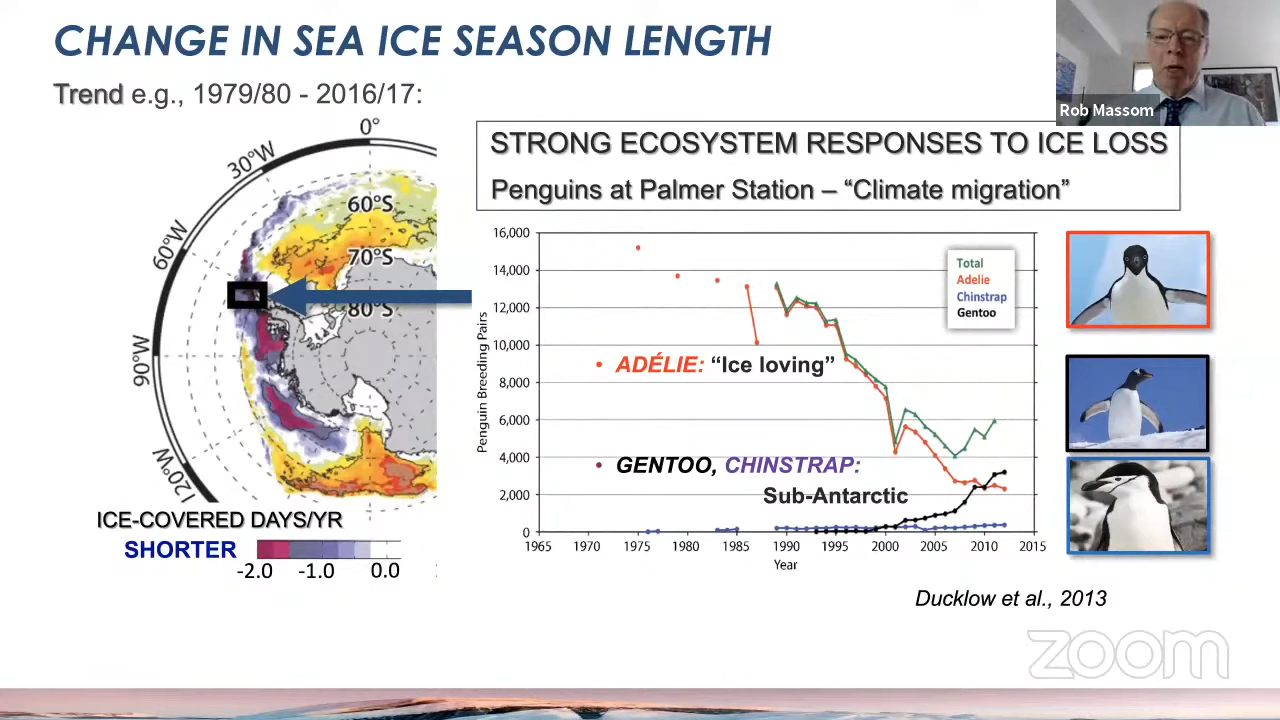 CHANGE IN SEA ICE SEASON LENGTH
Trend e.g., 1979/80 - 2016/17:
Rob Massom
STRONG ECOSYSTEM RESPONSES TO ICE LOSS
Penguins at Palmer Station – “Climate migration”
0°
30°W
60°W
90°W
120°W
60°S
70°S
80°S
ICE-COVERED DAYS/YR
SHORTER
-2.0 -1.0 0.0
Penguin Breeding Pairs
16,000
14,000
12,000
10,000
8,000
6,000
4,000
2,000
0
Total
Adelie
Chinstrap
Gentoo
• ADÉLIE: “Ice loving”
• GENTOO, CHINSTRAP:
Sub-Antarctic
1965 1970 1975 1980 1985 1990 1995 2000 2005 2010 2015
Year
Ducklow et al., 2013
zoom